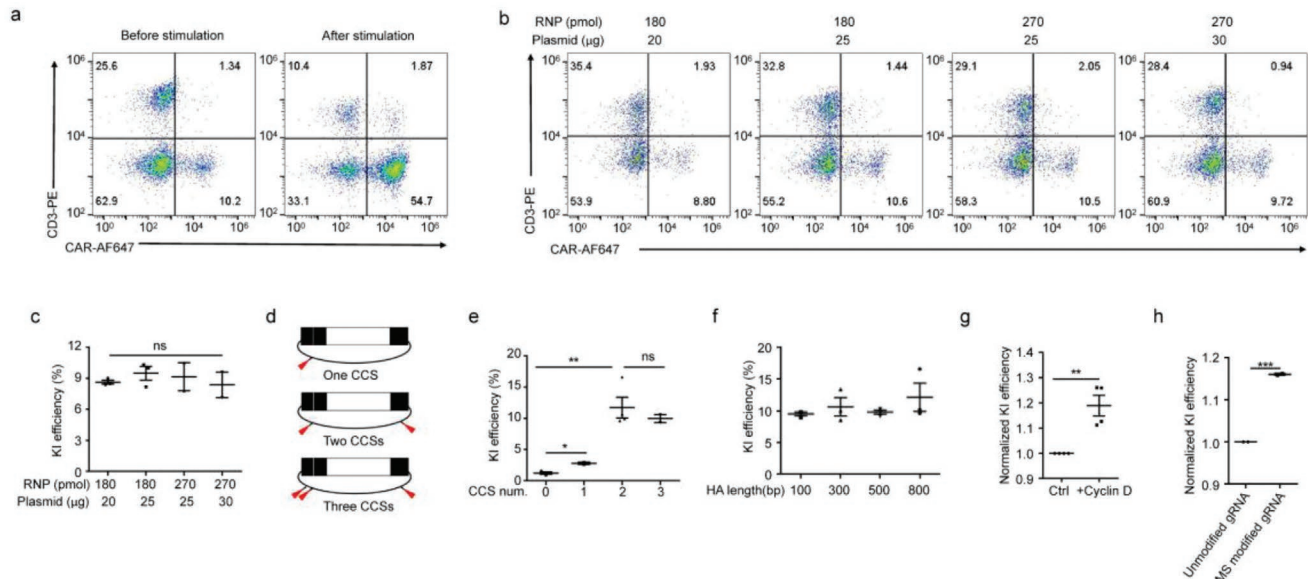 a
Before stimulation
After stimulation
10⁶
10⁴
10²
25.6
1.34
62.9
10.2
10⁰ 10² 10⁴ 10⁶
10⁶
10⁴
10²
10.4
1.87
33.1
54.7
10⁰ 10² 10⁴ 10⁶
CD3-PE
CAR-AF647
b
RNP (pmol) 180 180 270 270
Plasmid (µg) 20 25 25 30
10⁶
10⁴
10²
35.4
1.93
53.9
8.80
10⁰ 10² 10⁴ 10⁶
10⁶
10⁴
10²
32.8
1.44
55.2
10.6
10⁰ 10² 10⁴ 10⁶
10⁶
10⁴
10²
29.1
2.05
58.3
10.5
10⁰ 10² 10⁴ 10⁶
10⁶
10⁴
10²
28.4
0.94
60.9
9.72
10⁰ 10² 10⁴ 10⁶
CD3-PE
CAR-AF647
c
KI efficiency (%)
12
9
6
3
0
ns
RNP (pmol) 180 180 270 270
Plasmid (µg) 20 25 25 30
d
One CCS
Two CCSs
Three CCSs
e
KI efficiency (%)
20
15
10
5
0
**
ns
*
CCS num. 0 1 2 3
f
KI efficiency (%)
20
15
10
5
0
HA length(bp) 100 300 500 800
g
Normalized KI efficiency
1.4
1.3
1.2
1.1
1.0
0.9
**
Ctrl +Cyclin D
h
Normalized KI efficiency
1.2
1.1
1.0
0.9
***
Unmodified gRNA
MS modified gRNA